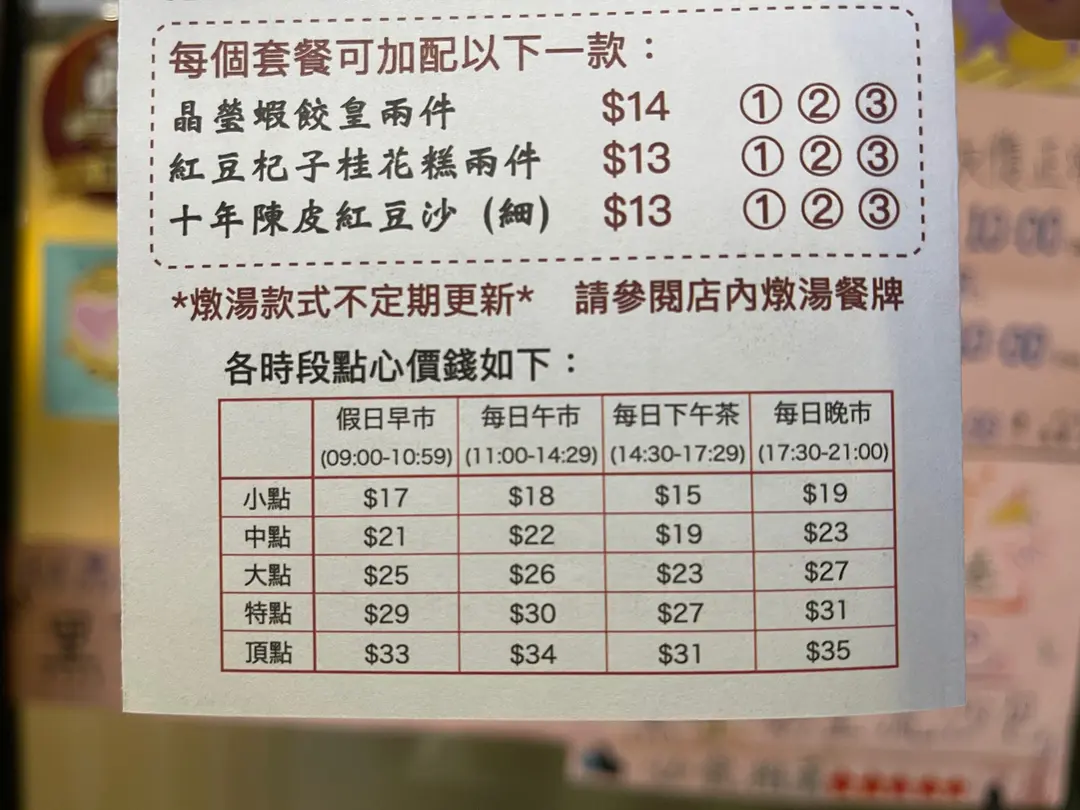 每個套餐可加配以下一款：
晶瑩蝦餃皇兩件 $14 ① ② ③
紅豆杞子桂花糕兩件 $13 ① ② ③
十年陳皮紅豆沙（細） $13 ① ② ③
*燉湯款式不定期更新* 請參閱店內燉湯餐牌
各時段點心價錢如下：
假日早市 每日午市 每日下午茶 每日晚市
(09:00-10:59) (11:00-14:29) (14:30-17:29) (17:30-21:00)
小點 $17 $18 $15 $19
中點 $21 $22 $19 $23
大點 $25 $26 $23 $27
特點 $29 $30 $27 $31
頂點 $33 $34 $31 $35